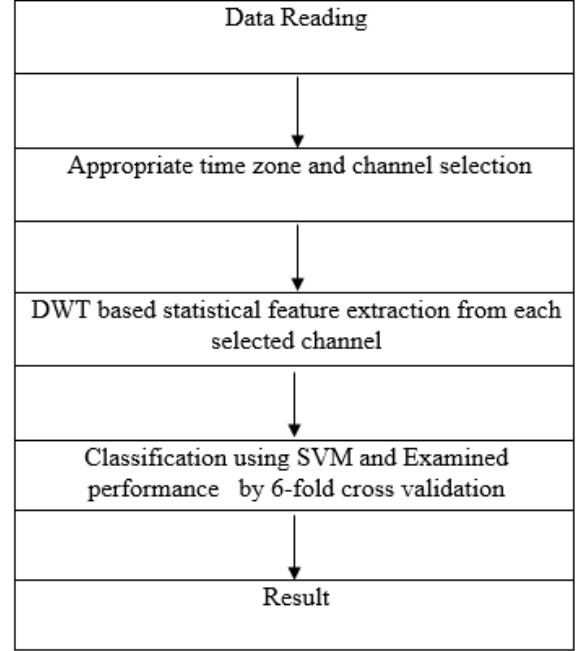 Data Reading
Appropriate time zone and channel selection
DWT based statistical feature extraction from each
selected channel
Classification using SVM and Examined
performance   by 6-fold cross validation
Result